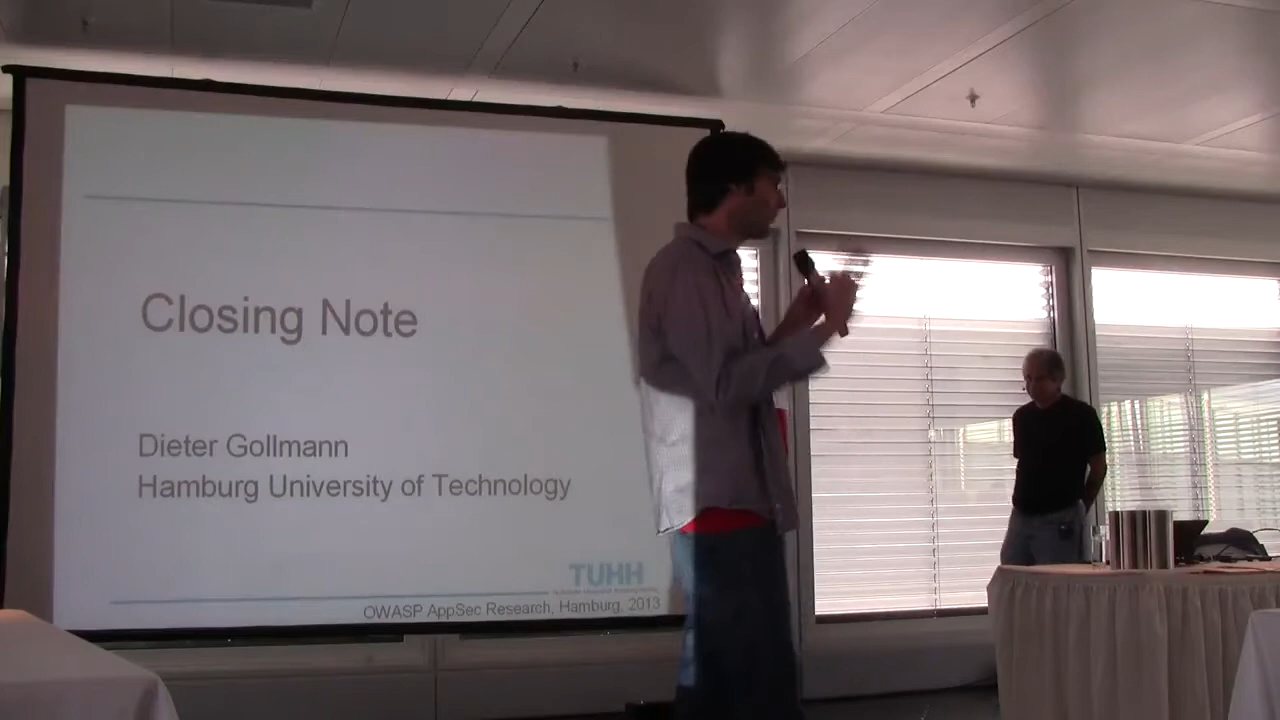 Closing Note
Dieter Gollmann
Hamburg University of Technology
TUHH
OWASP AppSec Research, Hamburg, 2013